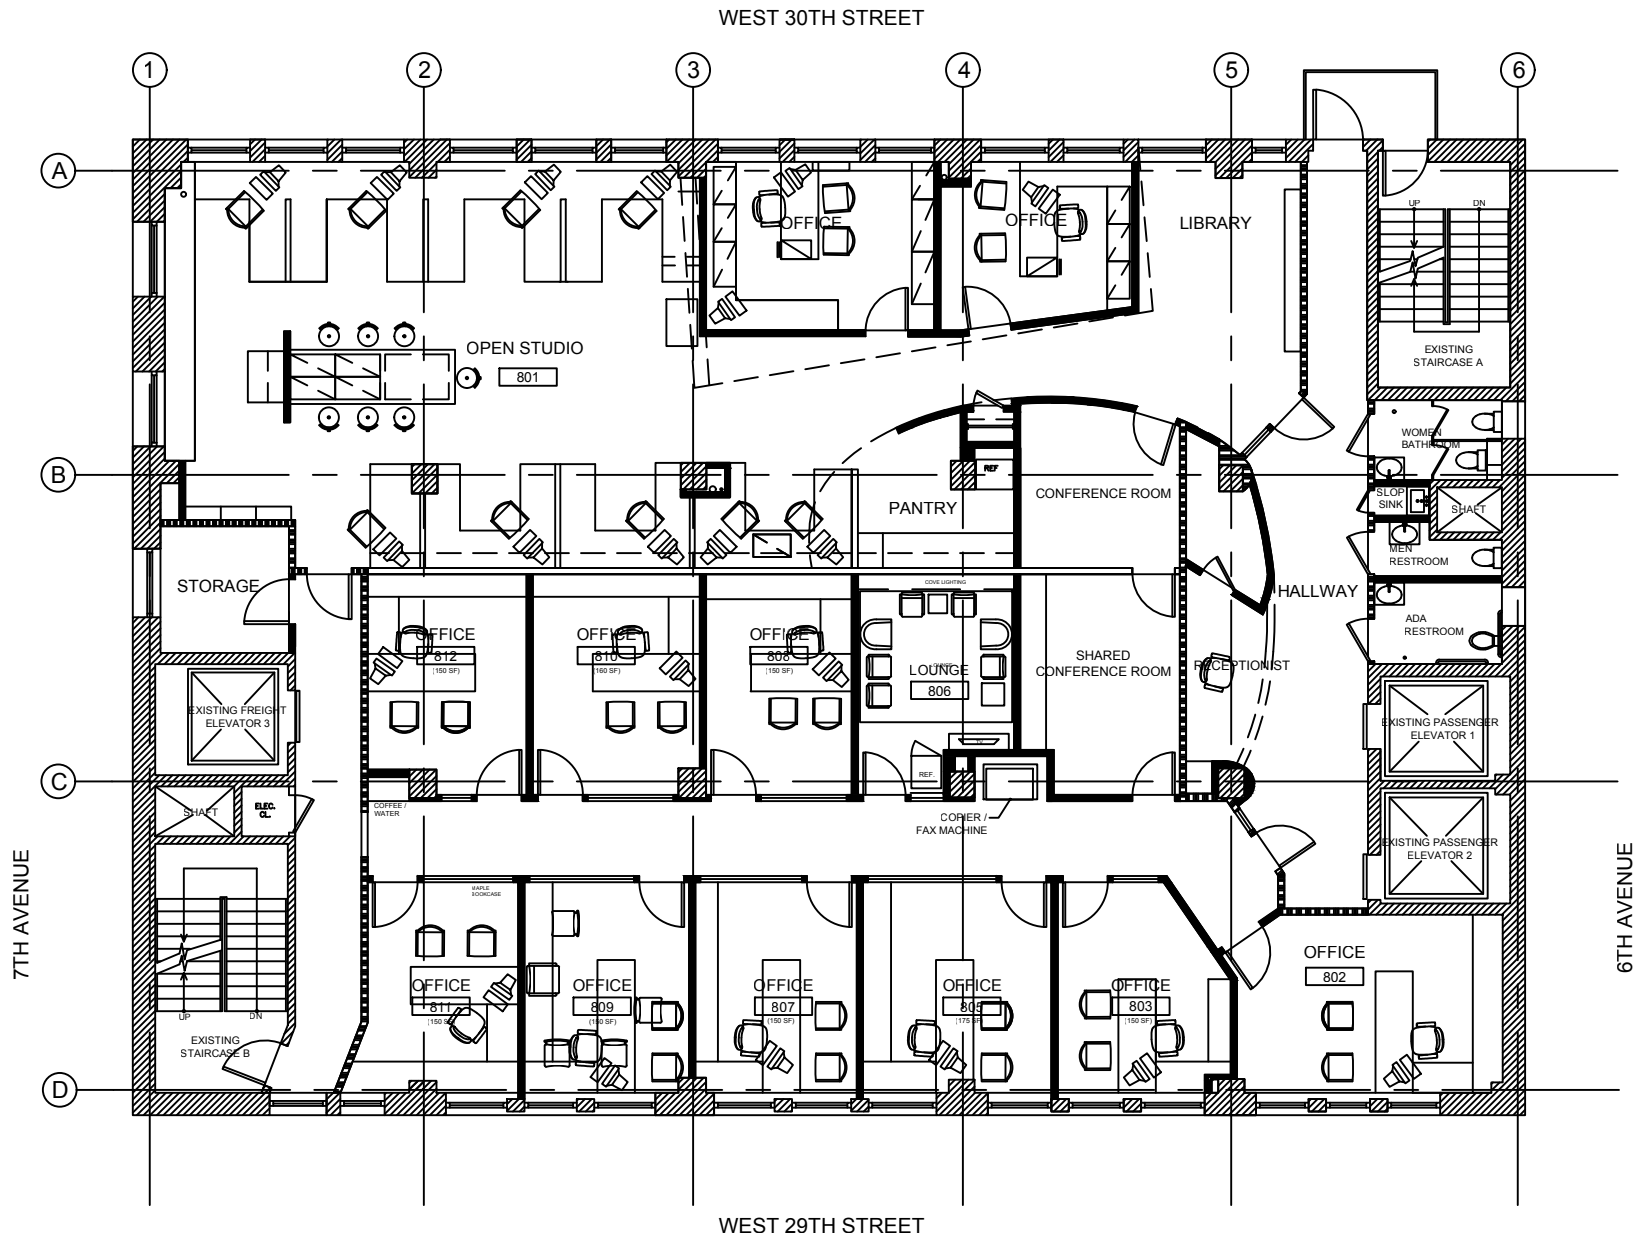 WEST 30TH STREET
1
2
3
4
5
6
A
UP
DN
OFFICE
OFFICE
LIBRARY
OPEN STUDIO
801
EXISTING
STAIRCASE A
WOMEN
BATHROOM
B
REF
CONFERENCE ROOM
PANTRY
SLOP
SINK
SHAFT
MEN
RESTROOM
STORAGE
COVE LIGHTING
HALLWAY
ADA
RESTROOM
OFFICE
812
(150 SF)
OFFICE
810
(160 SF)
OFFICE
808
(150 SF)
LOUNGE
806
SHARED
CONFERENCE ROOM
RECEPTIONIST
EXISTING FREIGHT
ELEVATOR 3
EXISTING PASSENGER
ELEVATOR 1
TV
REF.
C
SHAFT
ELEC.
CL.
COFFEE /
WATER
COPIER /
FAX MACHINE
EXISTING PASSENGER
ELEVATOR 2
7TH AVENUE
6TH AVENUE
MAPLE
BOOKCASE
OFFICE
802
OFFICE
811
(150 SF)
OFFICE
809
(150 SF)
OFFICE
807
(150 SF)
OFFICE
805
(175 SF)
OFFICE
803
(150 SF)
UP
DN
EXISTING
STAIRCASE B
D
WEST 29TH STREET